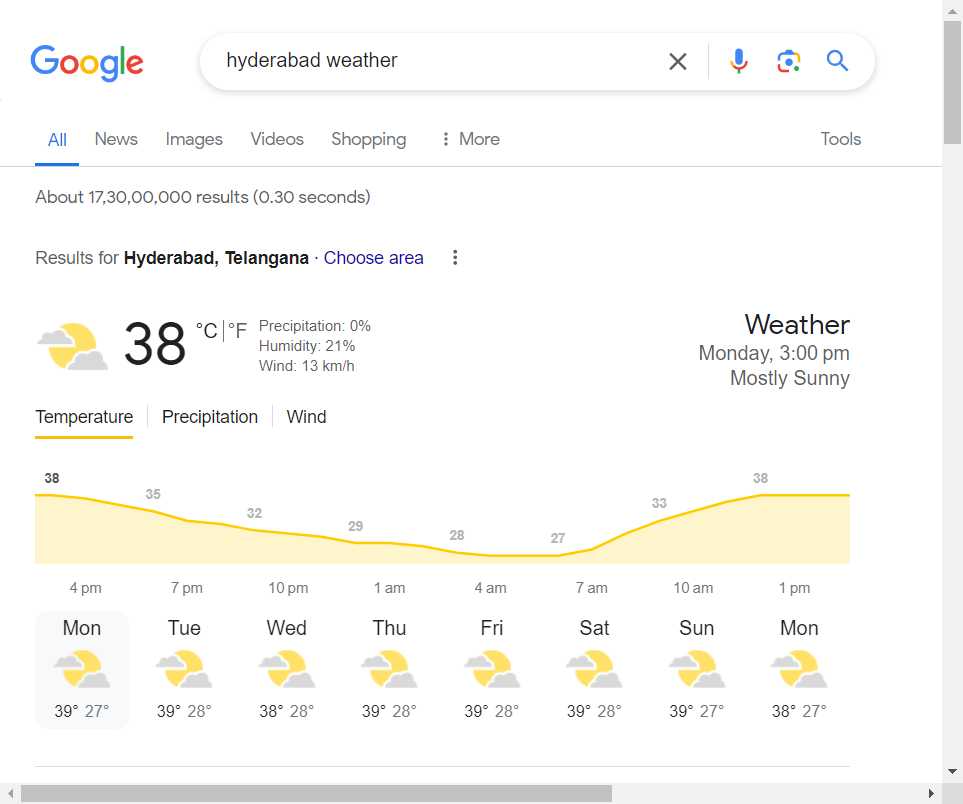 Google
hyderabad weather
All News Images Videos Shopping More Tools
About 17,30,00,000 results (0.30 seconds)
Results for Hyderabad, Telangana · Choose area
38 °C | °F
Precipitation: 0%
Humidity: 21%
Wind: 13 km/h
Weather
Monday, 3:00 pm
Mostly Sunny
Temperature Precipitation Wind
38 35 32 29 28 27 33 38
4 pm 7 pm 10 pm 1 am 4 am 7 am 10 am 1 pm
Mon Tue Wed Thu Fri Sat Sun Mon
39° 27° 39° 28° 38° 28° 39° 28° 39° 28° 39° 28° 39° 27° 38° 27°